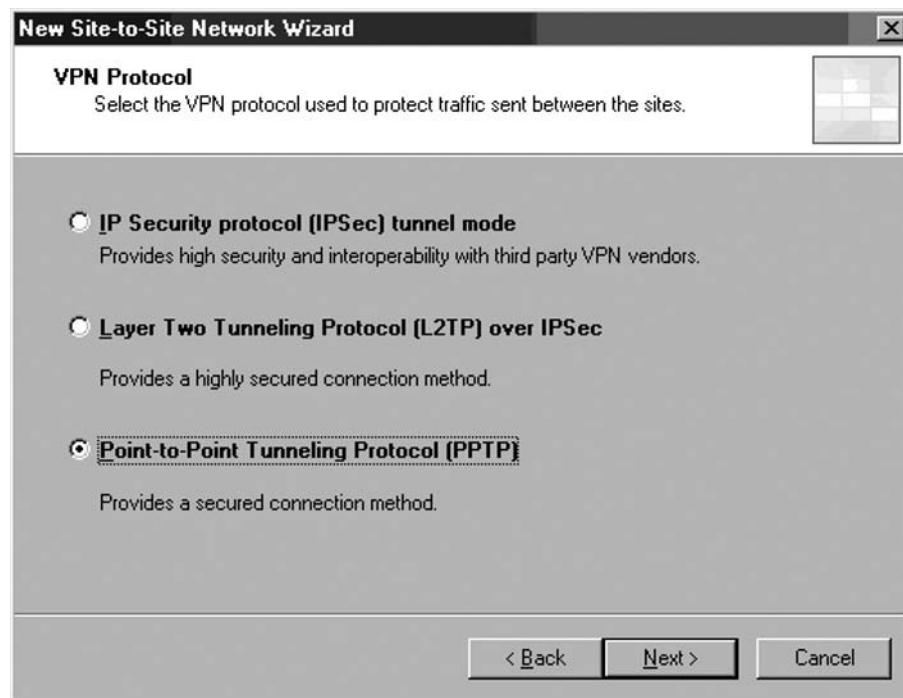 New Site-to-Site Network Wizard
VPN Protocol
Select the VPN protocol used to protect traffic sent between the sites.
IP Security protocol (IPSec) tunnel mode
Provides high security and interoperability with third party VPN vendors.
Layer Two Tunneling Protocol (L2TP) over IPSec
Provides a highly secured connection method.
Point-to-Point Tunneling Protocol (PPTP)
Provides a secured connection method.
< Back
Next >
Cancel